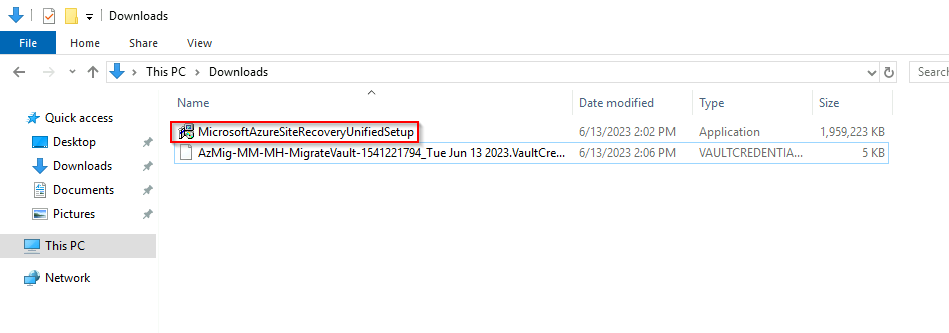 Downloads
File Home Share View
This PC > Downloads Search
Name Date modified Type Size
Quick access
MicrosoftAzureSiteRecoveryUnifiedSetup 6/13/2023 2:02 PM Application 1,959,223 KB
Desktop
AzMig-MM-MH-MigrateVault-1541221794_Tue Jun 13 2023.VaultCre... 6/13/2023 2:06 PM VAULTCREDENTIA... 5 KB
Downloads
Documents
Pictures
This PC
Network